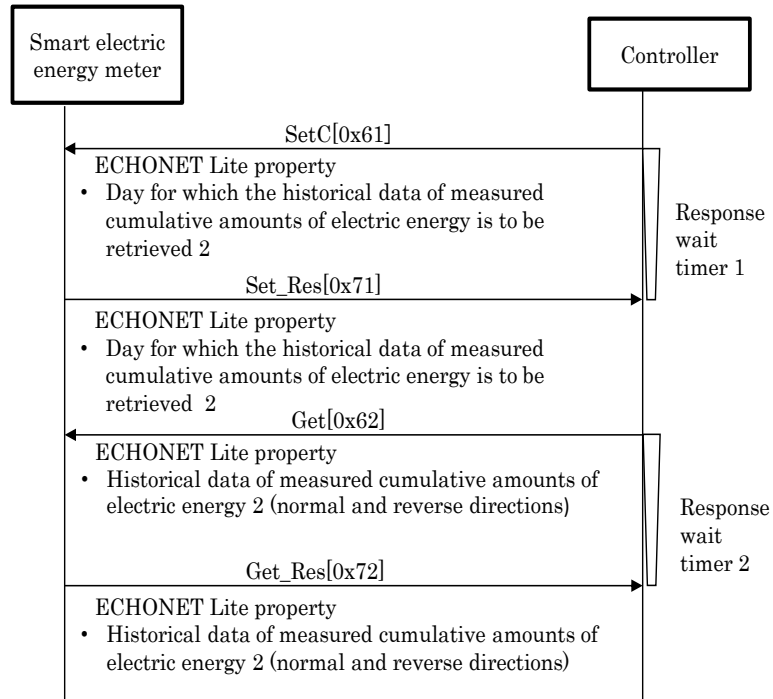 Smart electric
energy meter
Controller
SetC[0x61]
ECHONET Lite property
• Day for which the historical data of measured
cumulative amounts of electric energy is to be
retrieved 2
Response
wait
timer 1
Set_Res[0x71]
ECHONET Lite property
• Day for which the historical data of measured
cumulative amounts of electric energy is to be
retrieved 2
Get[0x62]
ECHONET Lite property
• Historical data of measured cumulative amounts of
electric energy 2 (normal and reverse directions)
Response
wait
timer 2
Get_Res[0x72]
ECHONET Lite property
• Historical data of measured cumulative amounts of
electric energy 2 (normal and reverse directions)